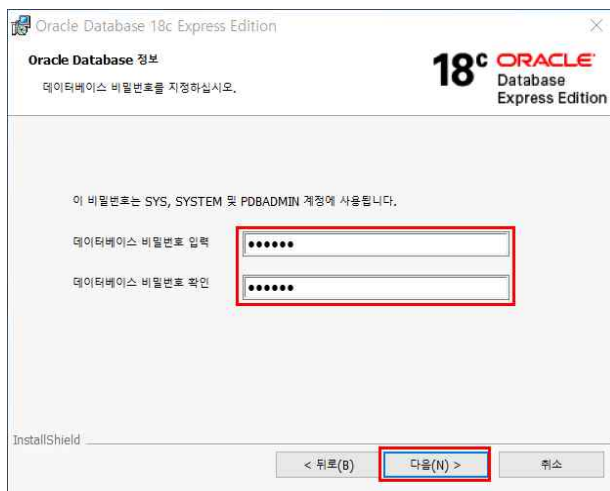 Oracle Database 18c Express Edition
Oracle Database 정보
데이터베이스 비밀번호를 지정하십시오.
18c ORACLE
Database
Express Edition
이 비밀번호는 SYS, SYSTEM 및 PDBADMIN 계정에 사용됩니다.
데이터베이스 비밀번호 입력
●●●●●●
데이터베이스 비밀번호 확인
●●●●●●
InstallShield
< 뒤로(B)
다음(N) >
취소